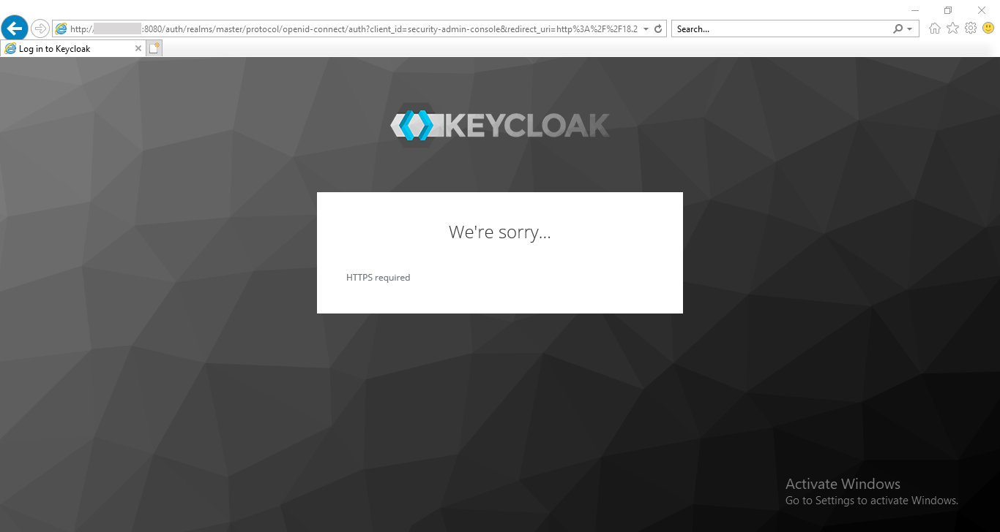 http://:8080/auth/realms/master/protocol/openid-connect/auth?client_id=security-admin-console&redirect_uri=http%3A%2F%2F18.2
Search...
Log in to Keycloak
KEYCLOAK
We're sorry...
HTTPS required
Activate Windows
Go to Settings to activate Windows.